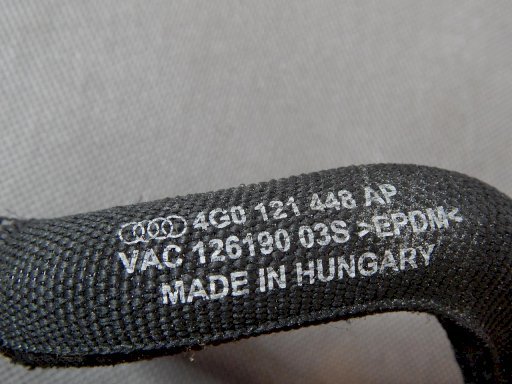 4G0 121 448 AP
VAC 126190 03S >EPDM<
MADE IN HUNGARY